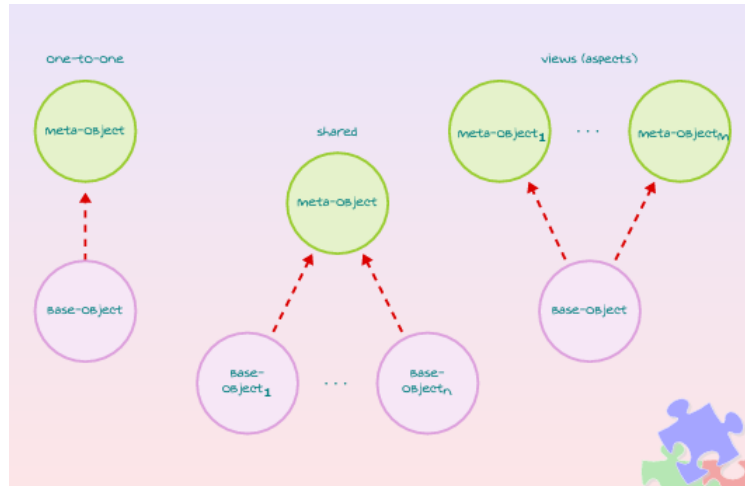 one-to-one
meta-object
Base-object
shared
meta-object
Base-
object1
. . .
Base-
objectn
views (aspects)
meta-object1
. . .
meta-objectm
Base-object